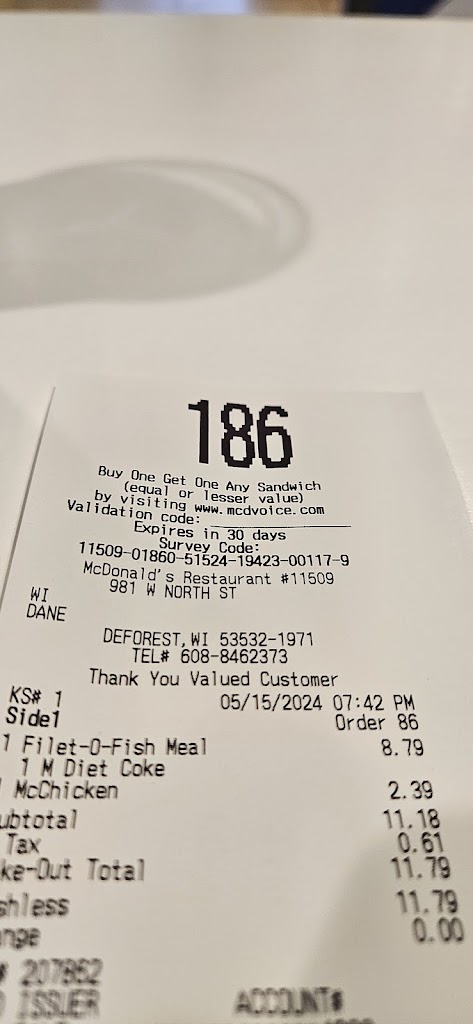 186
Buy One Get One Any Sandwich
(equal or lesser value)
by visiting www.mcdvoice.com
Validation code:
Expires in 30 days
Survey Code:
11509-01860-51524-19423-00117-9
McDonald's Restaurant #11509
981 W NORTH ST
WI
DANE
DEFOREST, WI 53532-1971
TEL# 608-8462373
Thank You Valued Customer
KS# 1 05/15/2024 07:42 PM
Side1 Order 86
1 Filet-O-Fish Meal 8.79
1 M Diet Coke
McChicken 2.39
ubtotal 11.18
Tax 0.61
ke-Out Total 11.79
shless 11.79
nge 0.00
# 207862
ISSUER ACCOUNT#